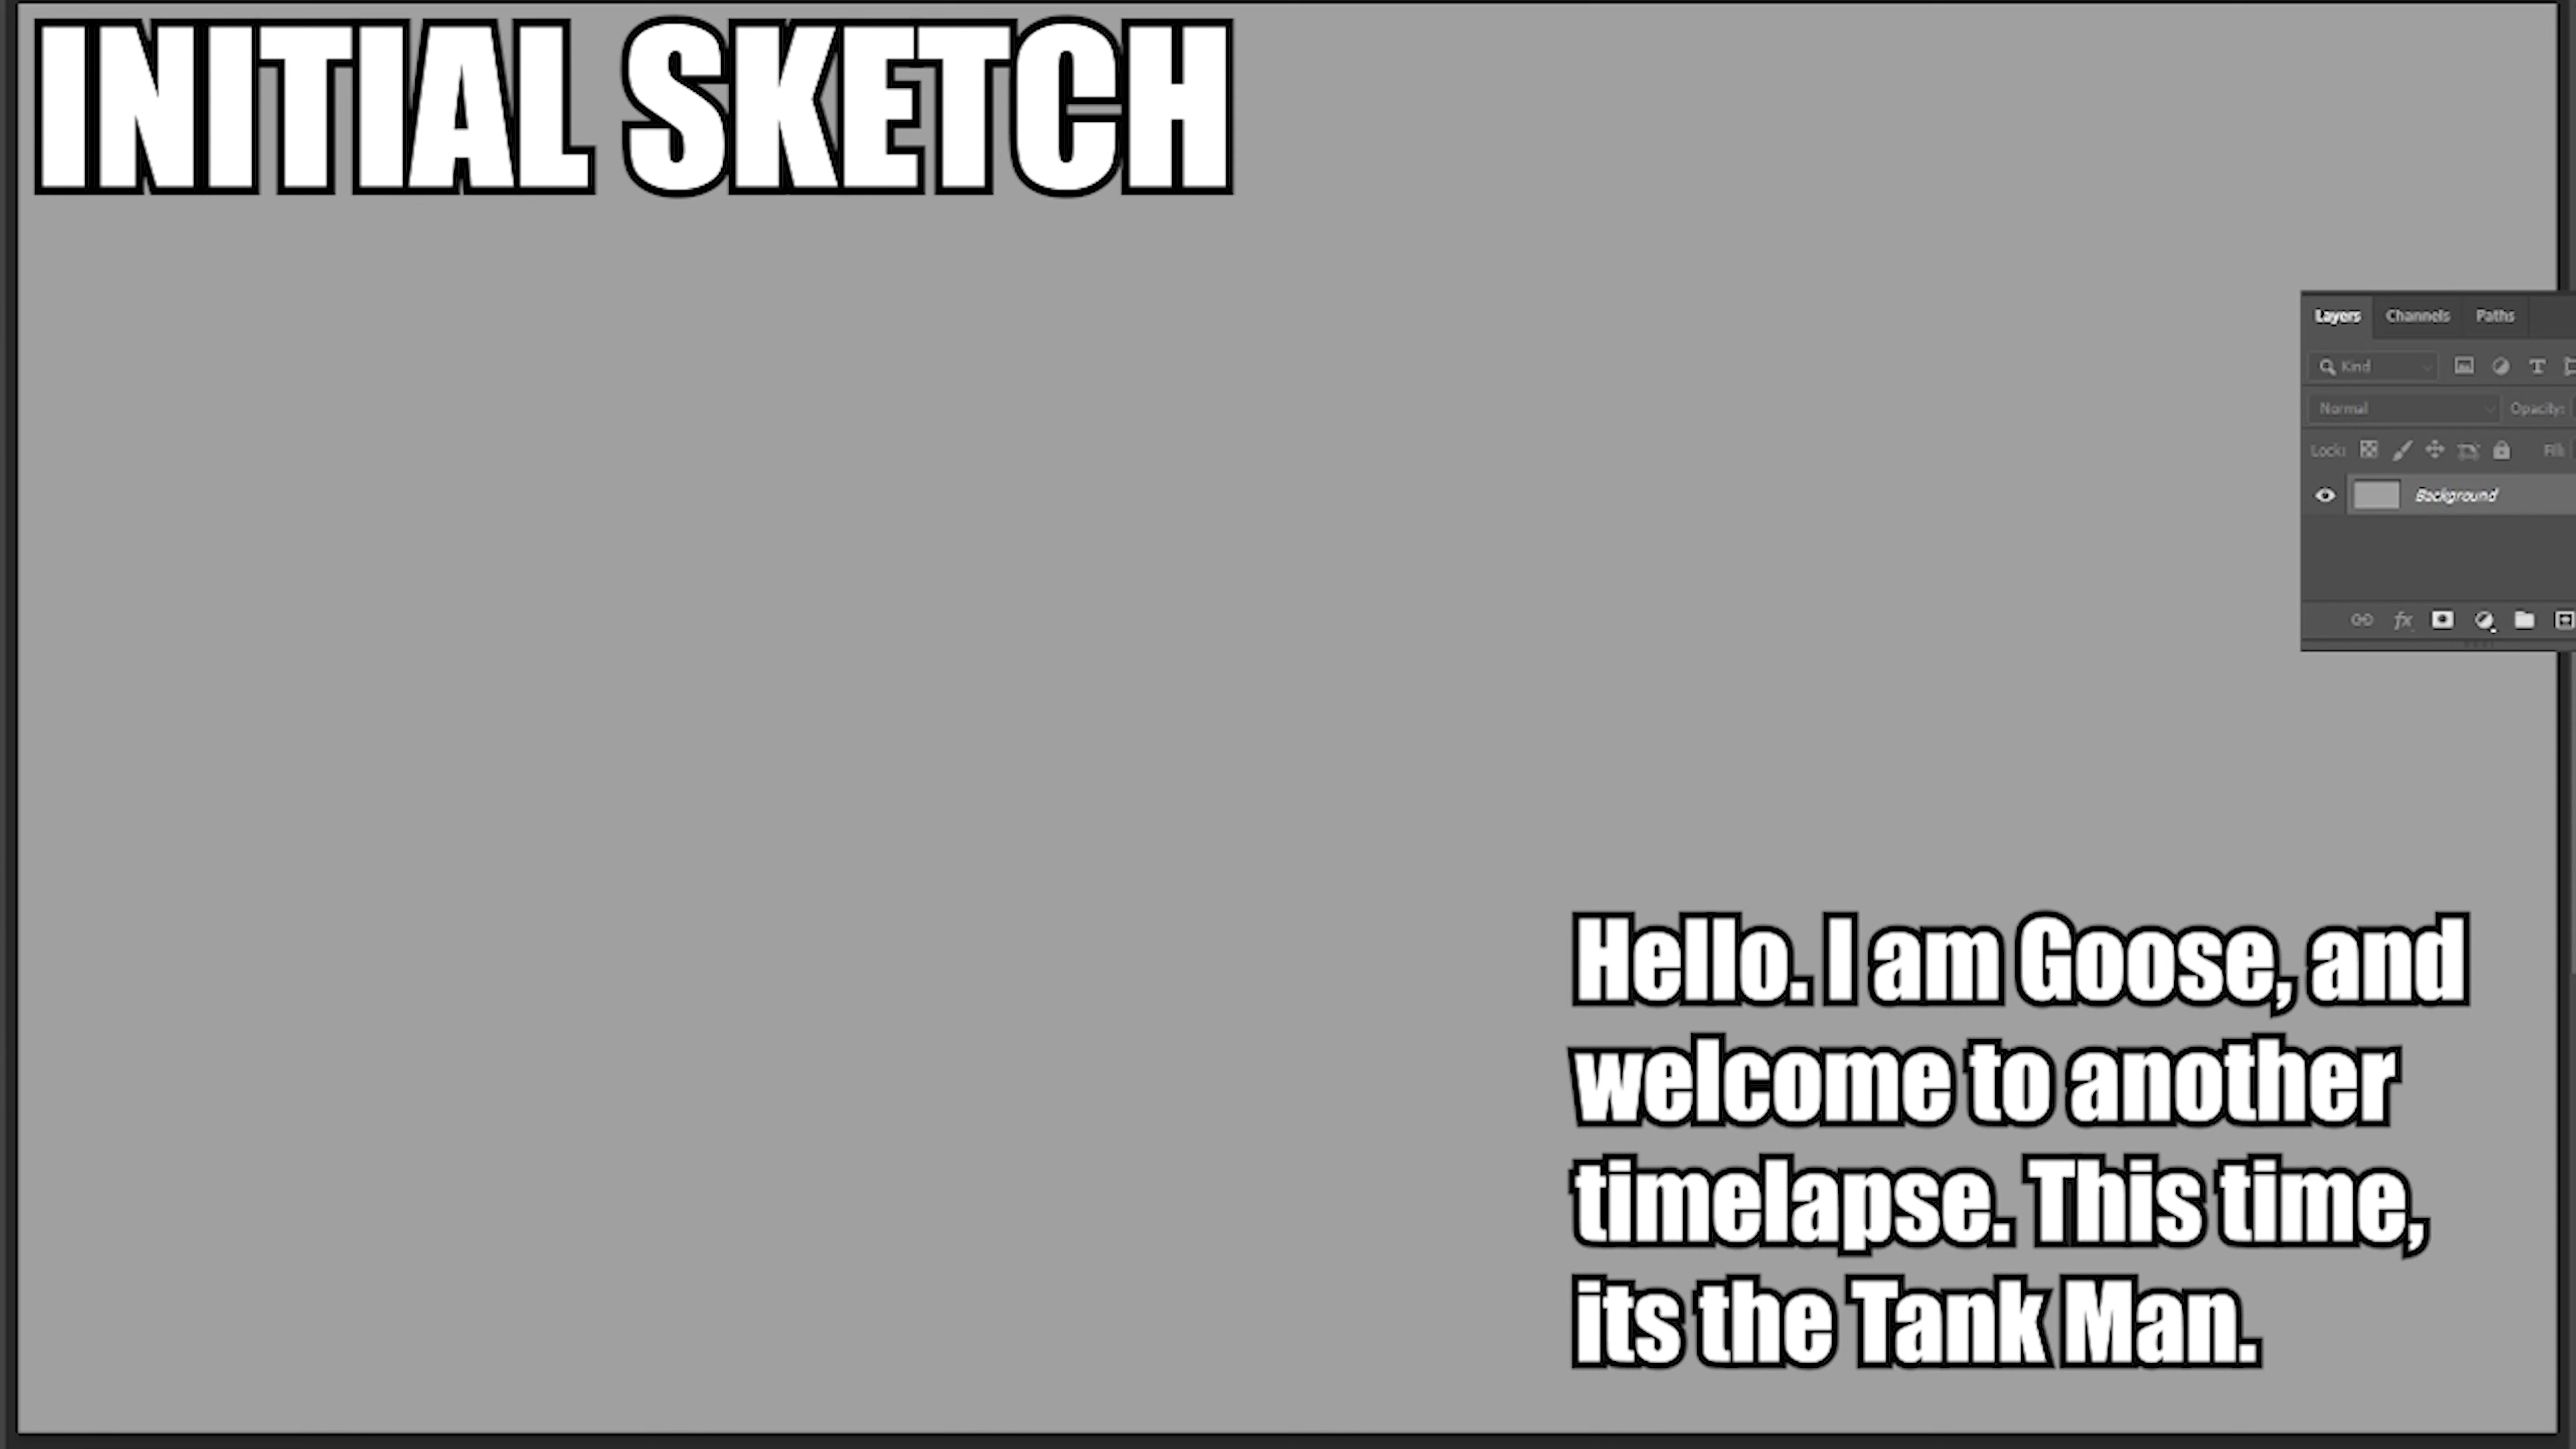 INITIAL SKETCH
Layers Channels Paths
Kind
Normal Opacity:
Lock: Fill:
Background
fx
Hello. I am Goose, and
welcome to another
timelapse. This time,
its the Tank Man.